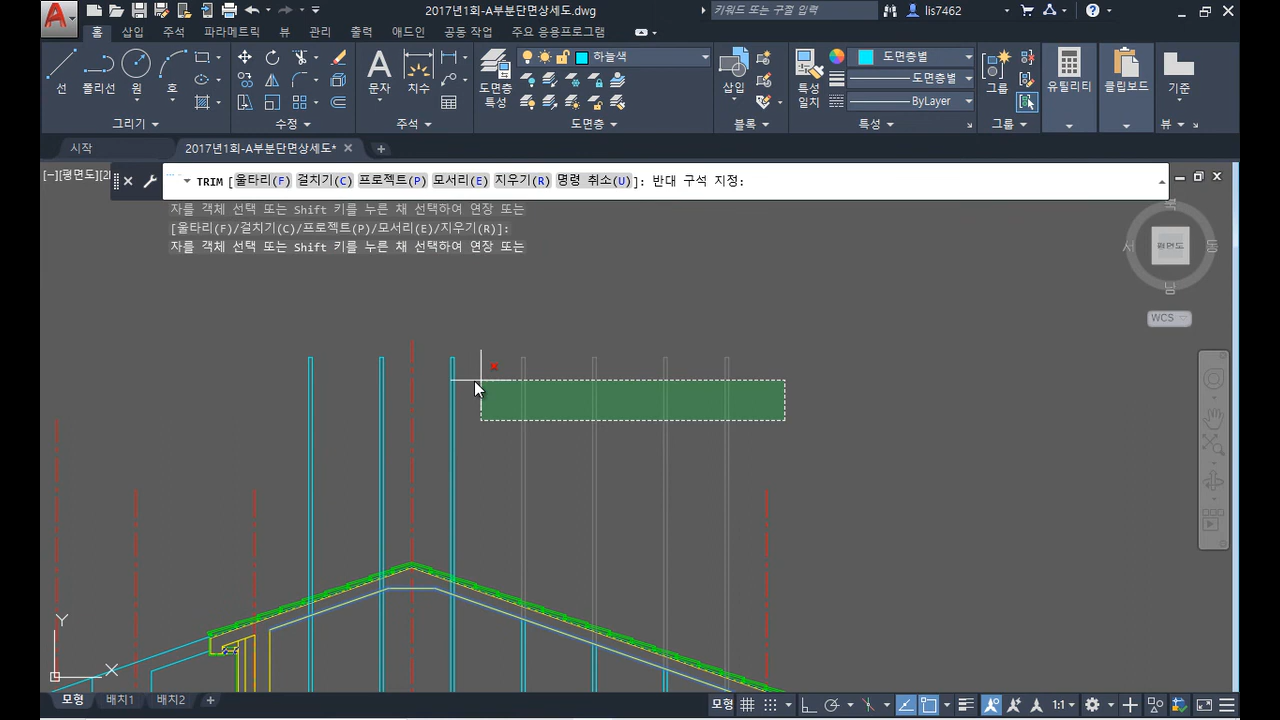 2017년1회-A부분단면상세도.dwg
키워드 또는 구절 입력
lis7462
홈 삽입 주석 파라메트릭 뷰 관리 출력 애드인 공동 작업 주요 응용프로그램
하늘색
도면층별
도면층별
ByLayer
선 폴리선 원 호
문자 치수
도면층
특성
삽입
특성
일치
그룹 유틸리티 클립보드 기준
그리기 수정 주석 도면층 블록 특성 그룹 뷰
시작 2017년1회-A부분단면상세도*
[-][평면도][2
TRIM [울타리(F) 걸치기(C) 프로젝트(P) 모서리(E) 지우기(R) 명령 취소(U)]: 반대 구석 지정:
자를 객체 선택 또는 Shift 키를 누른 채 선택하여 연장 또는
[울타리(F)/걸치기(C)/프로젝트(P)/모서리(E)/지우기(R)]:
자를 객체 선택 또는 Shift 키를 누른 채 선택하여 연장 또는
북
서 평면도 동
남
WCS
Y
X
모형 배치1 배치2
모형
1:1